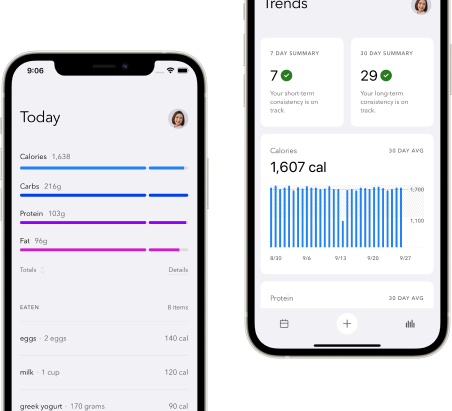 9:06
Today
Calories 1,638
Carbs 216g
Protein 103g
Fat 96g
Totals
Details
EATEN
8 Items
eggs · 2 eggs
140 cal
milk · 1 cup
120 cal
greek yogurt · 170 grams
90 cal
Trends
7 DAY SUMMARY
7
Your short-term
consistency is on
track.
30 DAY SUMMARY
29
Your long-term
consistency is on
track.
Calories
30 DAY AVG
1,607 cal
1,700
1,100
8/30
9/6
9/13
9/20
9/27
Protein
30 DAY AVG